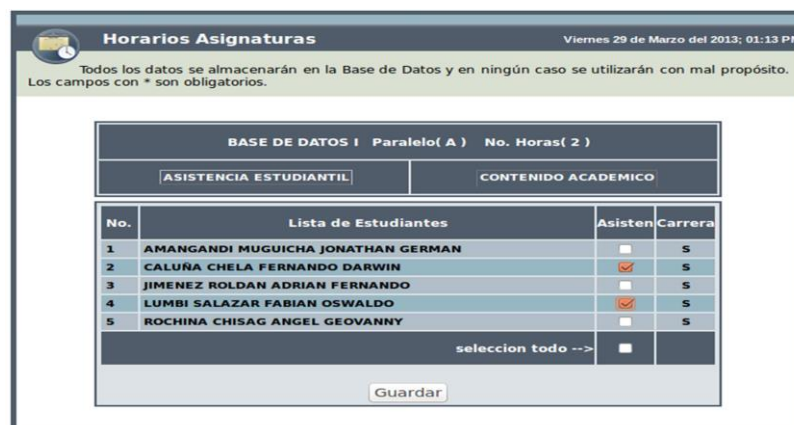 Horarios Asignaturas
Viernes 29 de Marzo del 2013; 01:13 PM
Todos los datos se almacenarán en la Base de Datos y en ningún caso se utilizarán con mal propósito.
Los campos con * son obligatorios.
BASE DE DATOS I Paralelo( A ) No. Horas( 2 )
ASISTENCIA ESTUDIANTIL CONTENIDO ACADEMICO
No. Lista de Estudiantes Asisten Carrera
1 AMANGANDI MUGUICHA JONATHAN GERMAN S
2 CALUÑA CHELA FERNANDO DARWIN S
3 JIMENEZ ROLDAN ADRIAN FERNANDO S
4 LUMBI SALAZAR FABIAN OSWALDO S
5 ROCHINA CHISAG ANGEL GEOVANNY S
seleccion todo -->
Guardar